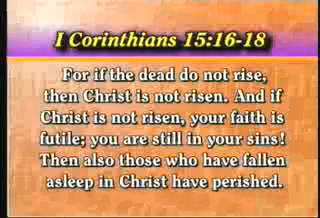 I Corinthians 15:16-18
For if the dead do not rise,
then Christ is not risen. And if
Christ is not risen, your faith is
futile; you are still in your sins!
Then also those who have fallen
asleep in Christ have perished.